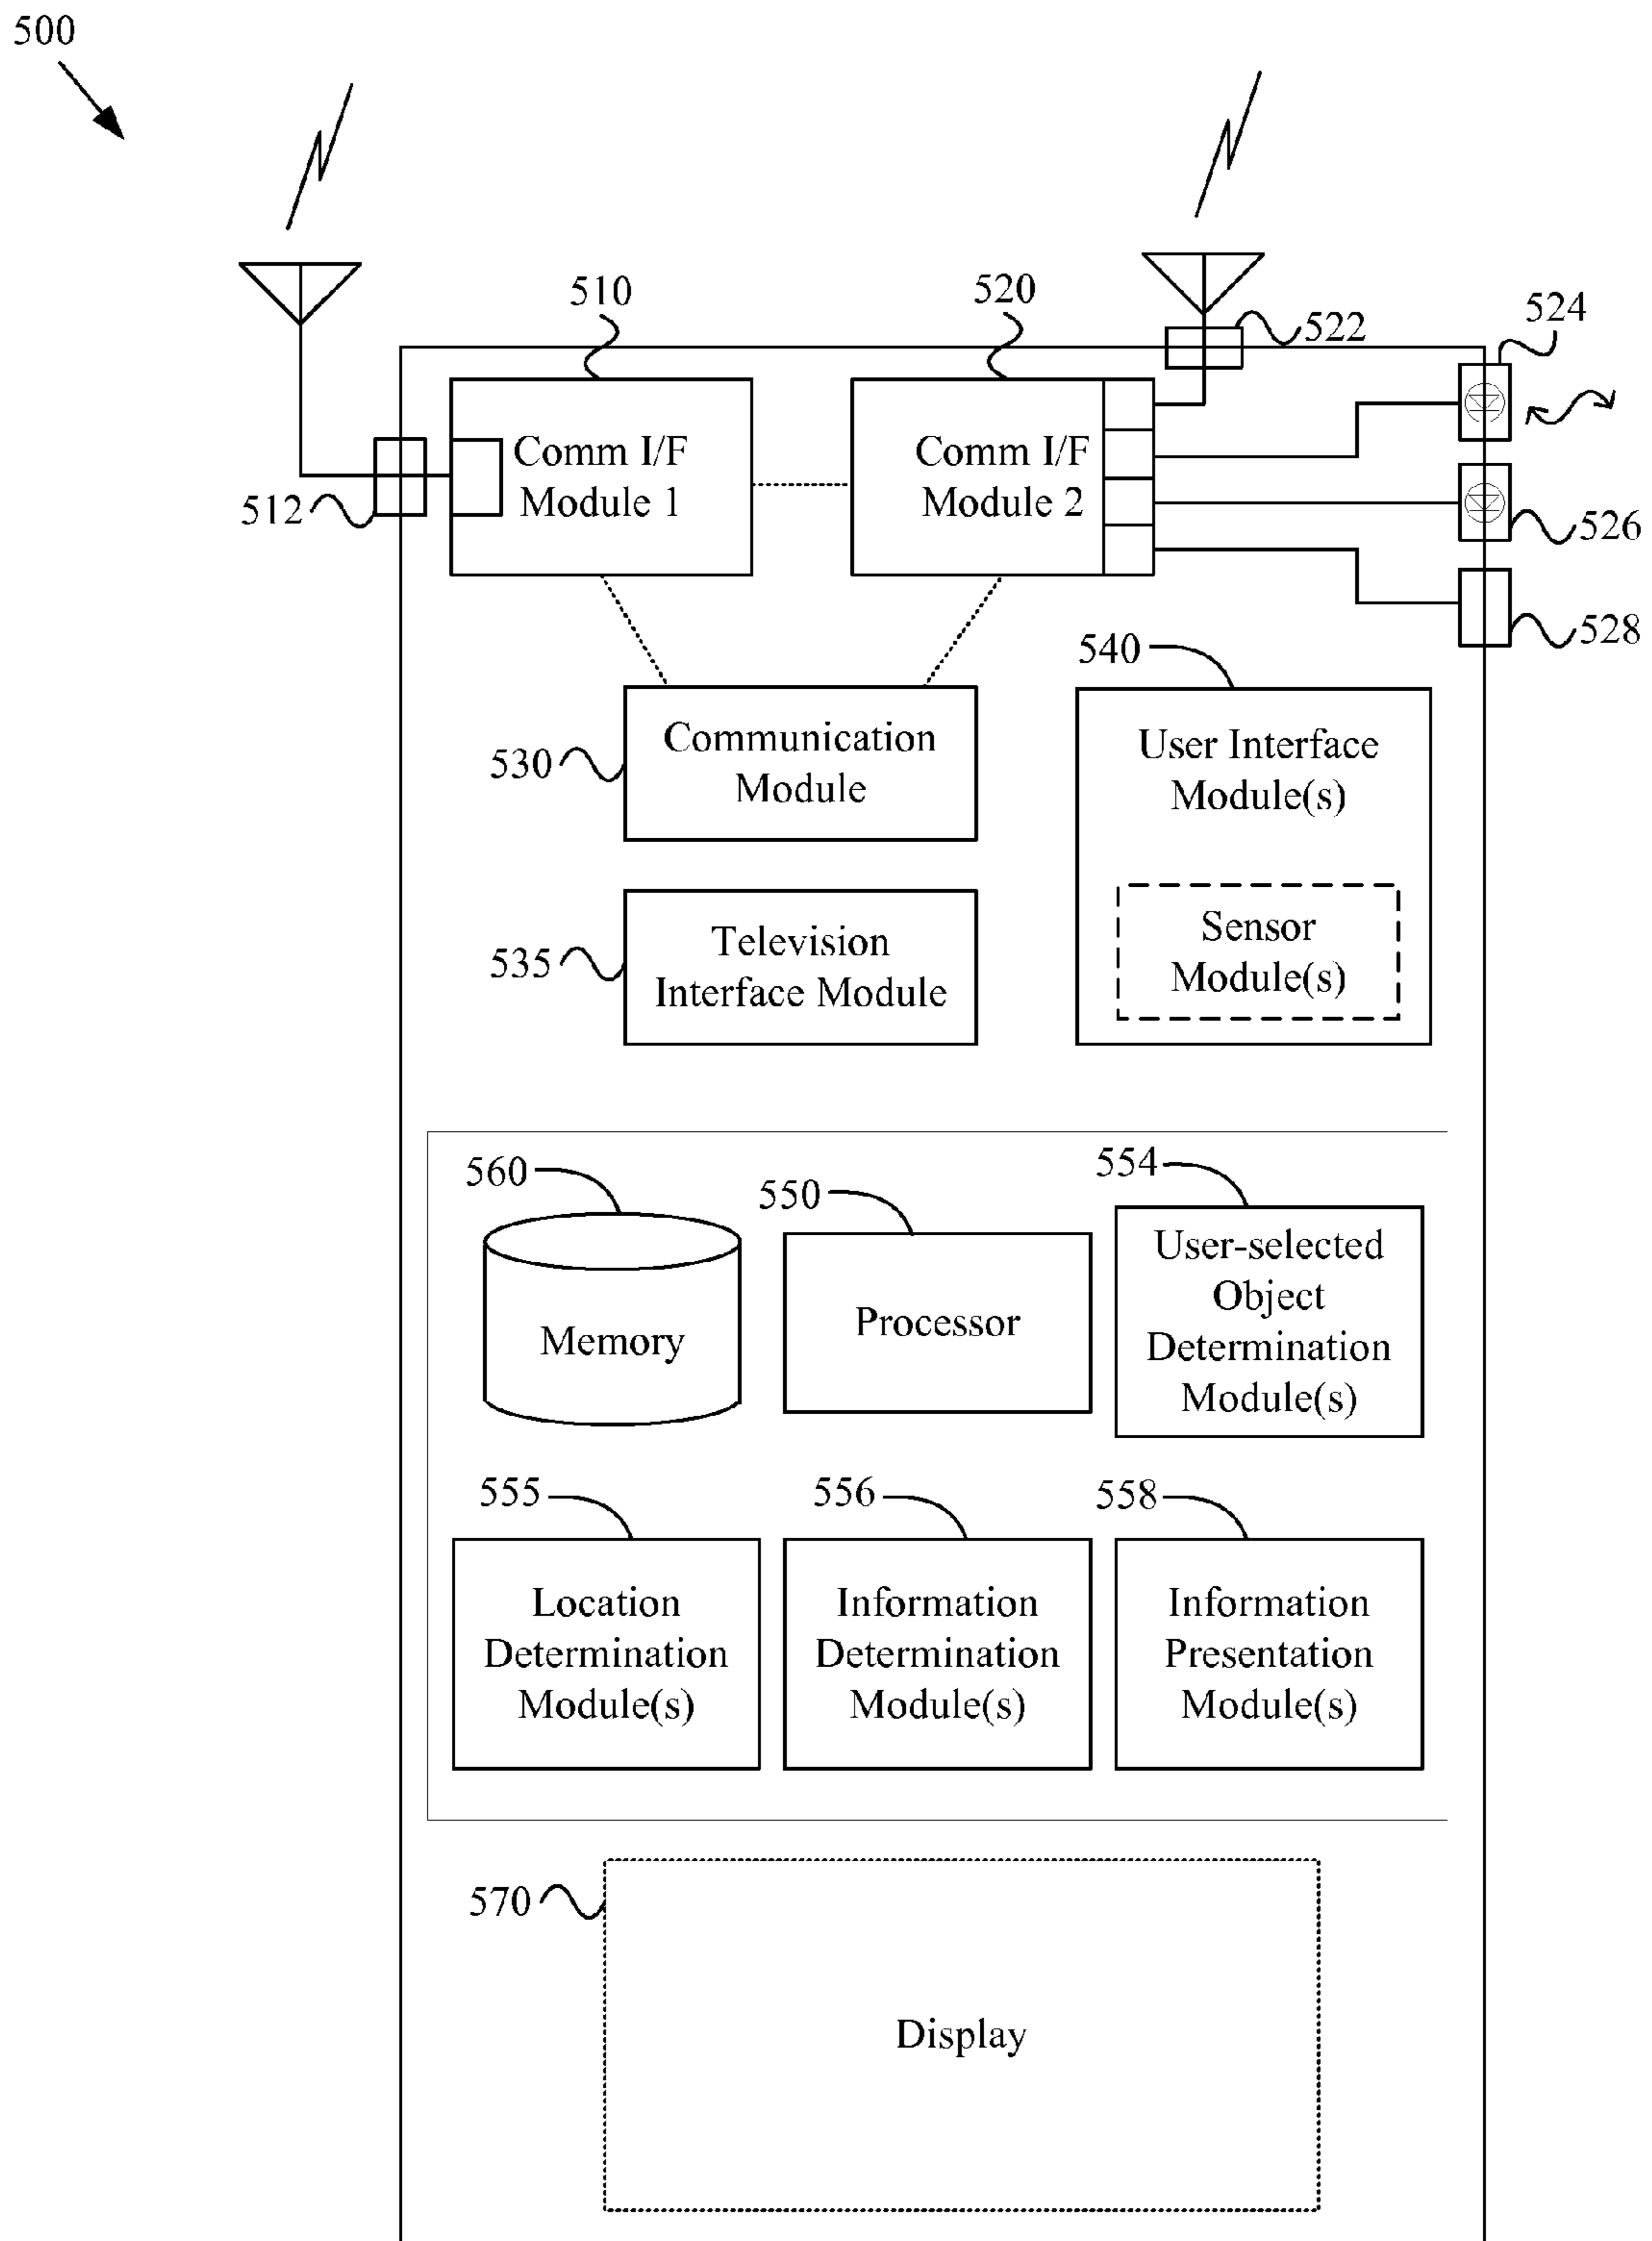 500
510
520
522
524
Comm I/F
Module 1
Comm I/F
Module 2
512
526
528
540
530
Communication
Module
User Interface
Module(s)
535
Television
Interface Module
Sensor
Module(s)
560
550
554
Memory
Processor
User-selected
Object
Determination
Module(s)
555
556
558
Location
Determination
Module(s)
Information
Determination
Module(s)
Information
Presentation
Module(s)
570
Display